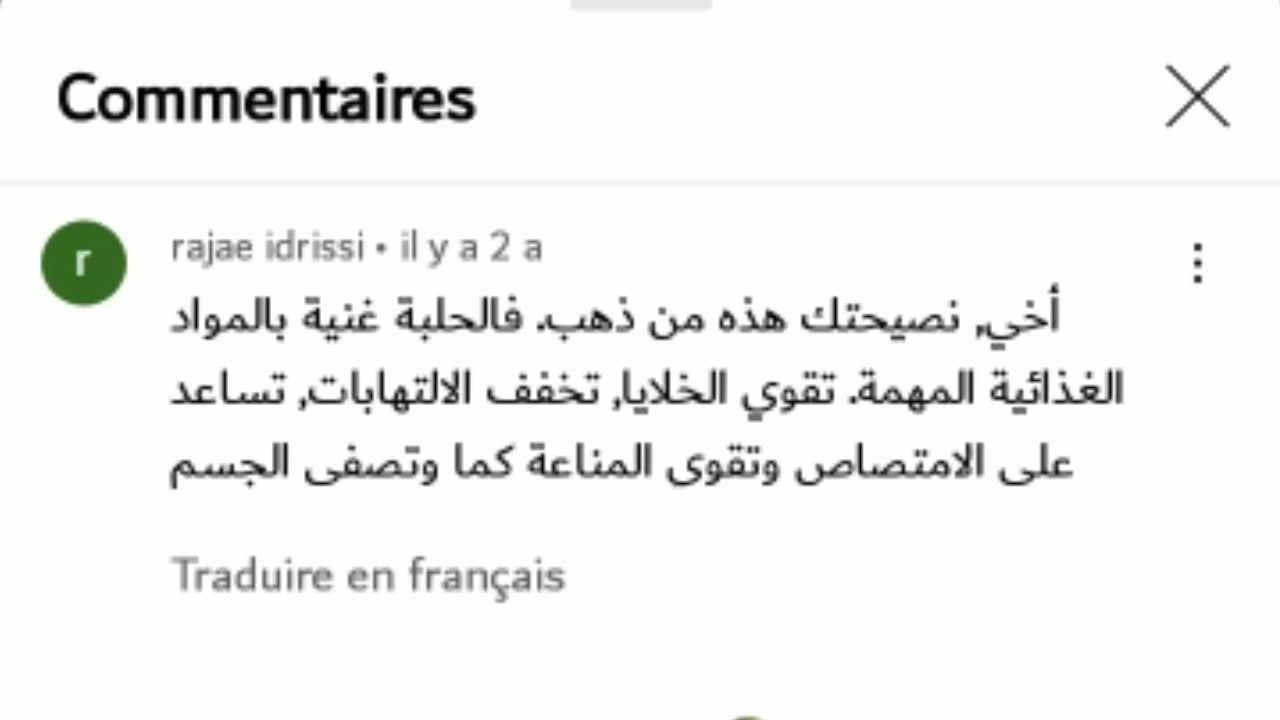 Commentaires
r
rajae idrissi • il y a 2 a
أخي, نصيحتك هذه من ذهب. فالحلبة غنية بالمواد
الغذائية المهمة. تقوي الخلايا, تخفف الالتهابات, تساعد
على الامتصاص وتقوى المناعة كما وتصفى الجسم
Traduire en français